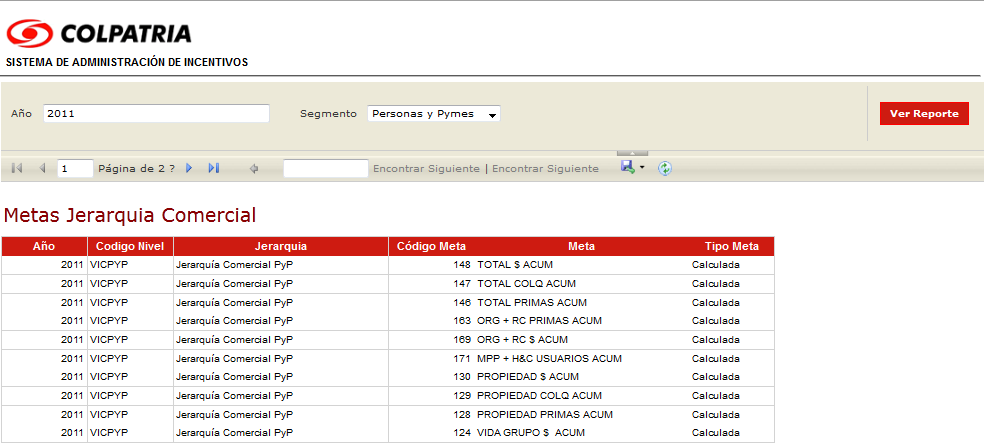 COLPATRIA
SISTEMA DE ADMINISTRACIÓN DE INCENTIVOS
Año 2011 Segmento Personas y Pymes Ver Reporte
1 Página de 2 ? Encontrar Siguiente | Encontrar Siguiente
Metas Jerarquia Comercial
Año Codigo Nivel Jerarquia Código Meta Meta Tipo Meta
2011 VICPYP Jerarquía Comercial PyP 148 TOTAL $ ACUM Calculada
2011 VICPYP Jerarquía Comercial PyP 147 TOTAL COLQ ACUM Calculada
2011 VICPYP Jerarquía Comercial PyP 146 TOTAL PRIMAS ACUM Calculada
2011 VICPYP Jerarquía Comercial PyP 163 ORG + RC PRIMAS ACUM Calculada
2011 VICPYP Jerarquía Comercial PyP 169 ORG + RC $ ACUM Calculada
2011 VICPYP Jerarquía Comercial PyP 171 MPP + H&C USUARIOS ACUM Calculada
2011 VICPYP Jerarquía Comercial PyP 130 PROPIEDAD $ ACUM Calculada
2011 VICPYP Jerarquía Comercial PyP 129 PROPIEDAD COLQ ACUM Calculada
2011 VICPYP Jerarquía Comercial PyP 128 PROPIEDAD PRIMAS ACUM Calculada
2011 VICPYP Jerarquía Comercial PyP 124 VIDA GRUPO $ ACUM Calculada